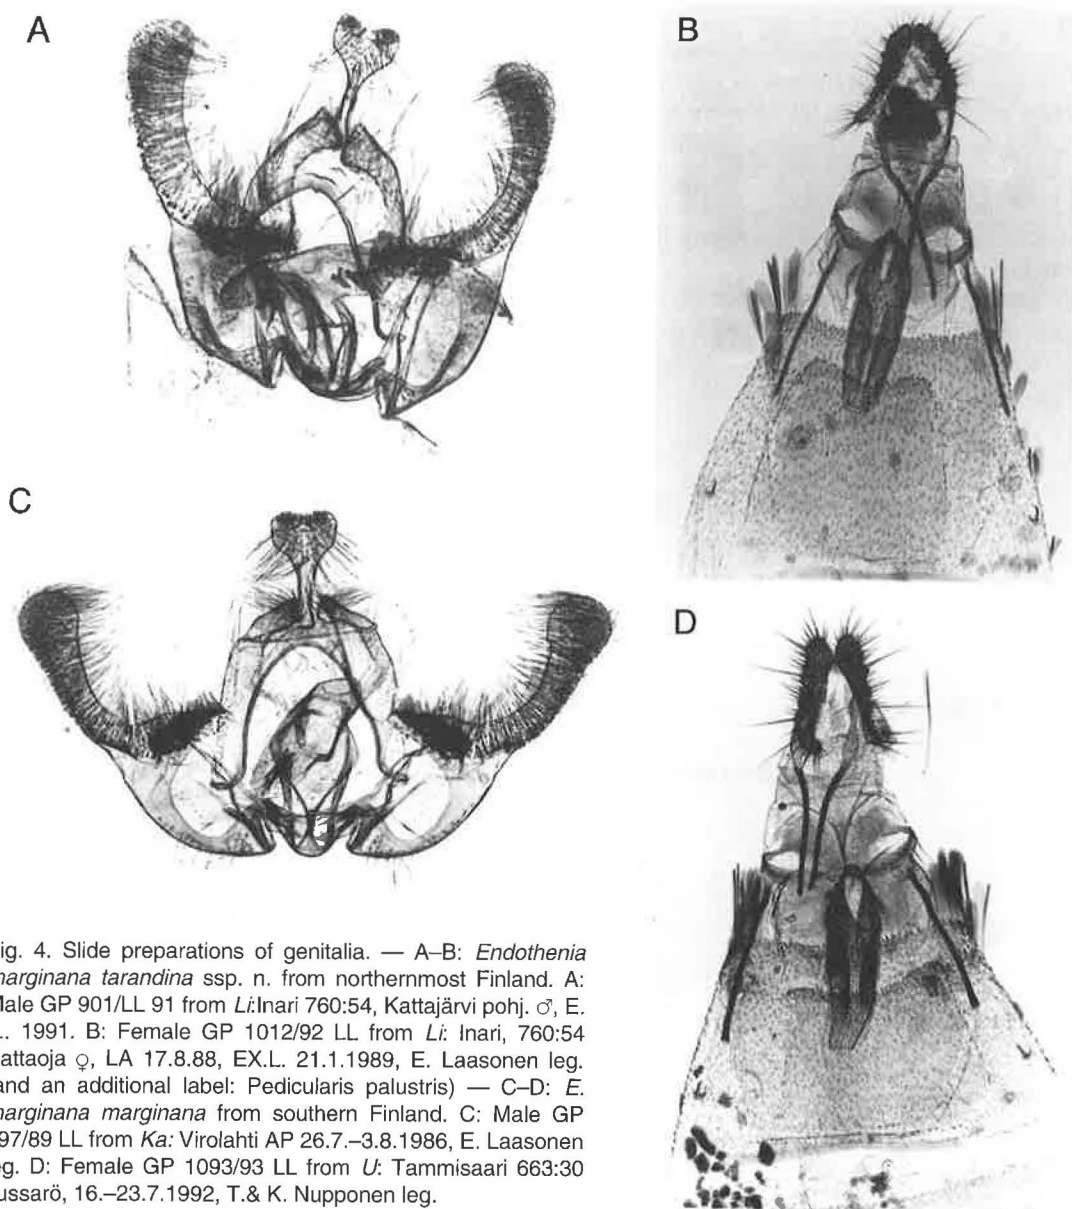 A
B
C
D
ig. 4. Slide preparations of genitalia. — A–B: Endothenia
marginana tarandina ssp. n. from northernmost Finland. A:
Male GP 901/LL 91 from Li:Inari 760:54, Kattajärvi pohj. ♂, E.
L. 1991. B: Female GP 1012/92 LL from Li: Inari, 760:54
attaoja ♀, LA 17.8.88, EX.L. 21.1.1989, E. Laasonen leg.
and an additional label: Pedicularis palustris) — C–D: E.
marginana marginana from southern Finland. C: Male GP
97/89 LL from Ka: Virolahti AP 26.7.–3.8.1986, E. Laasonen
eg. D: Female GP 1093/93 LL from U: Tammisaari 663:30
ussarö, 16.–23.7.1992, T.& K. Nupponen leg.